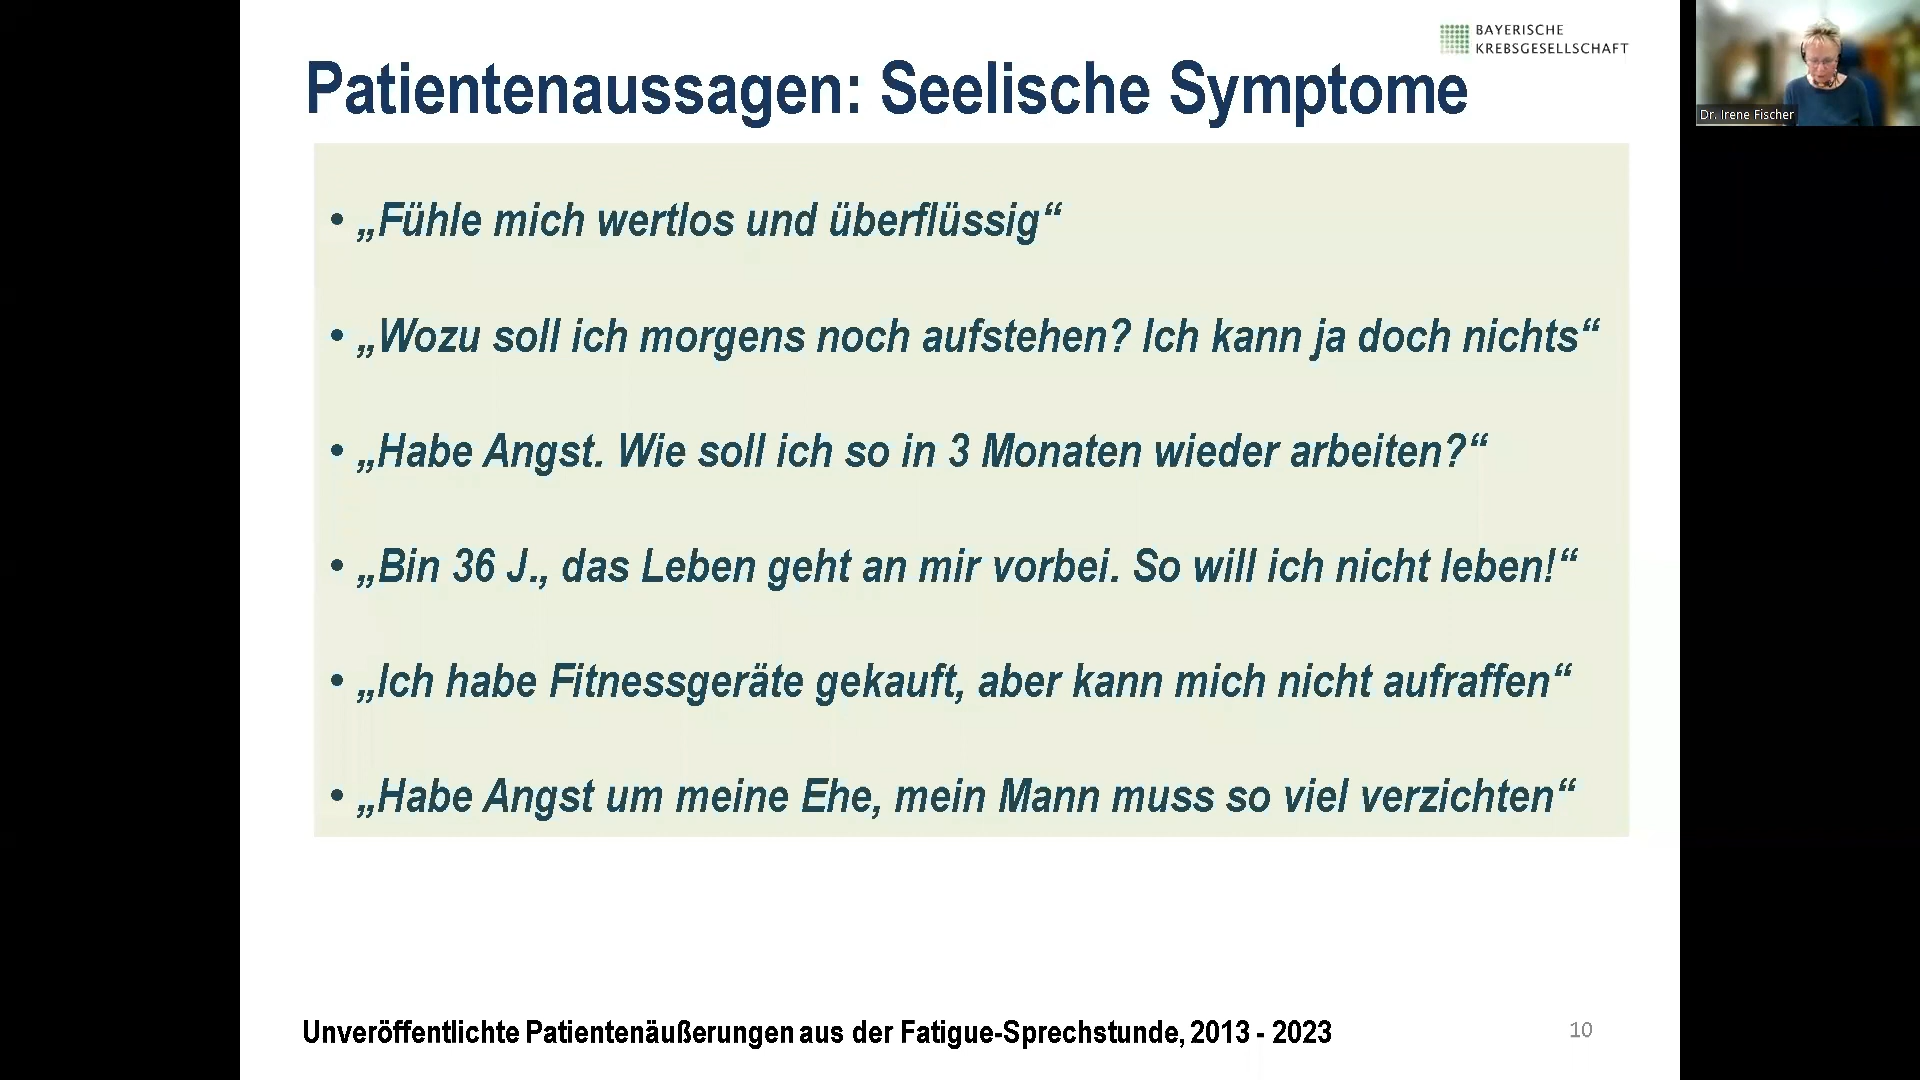 BAYERISCHE
KREBSGESELLSCHAFT
Patientenaussagen: Seelische Symptome
• „Fühle mich wertlos und überflüssig“
• „Wozu soll ich morgens noch aufstehen? Ich kann ja doch nichts“
• „Habe Angst. Wie soll ich so in 3 Monaten wieder arbeiten?“
• „Bin 36 J., das Leben geht an mir vorbei. So will ich nicht leben!“
• „Ich habe Fitnessgeräte gekauft, aber kann mich nicht aufraffen“
• „Habe Angst um meine Ehe, mein Mann muss so viel verzichten“
Unveröffentlichte Patientenäußerungen aus der Fatigue-Sprechstunde, 2013 - 2023
10
Dr. Irene Fischer